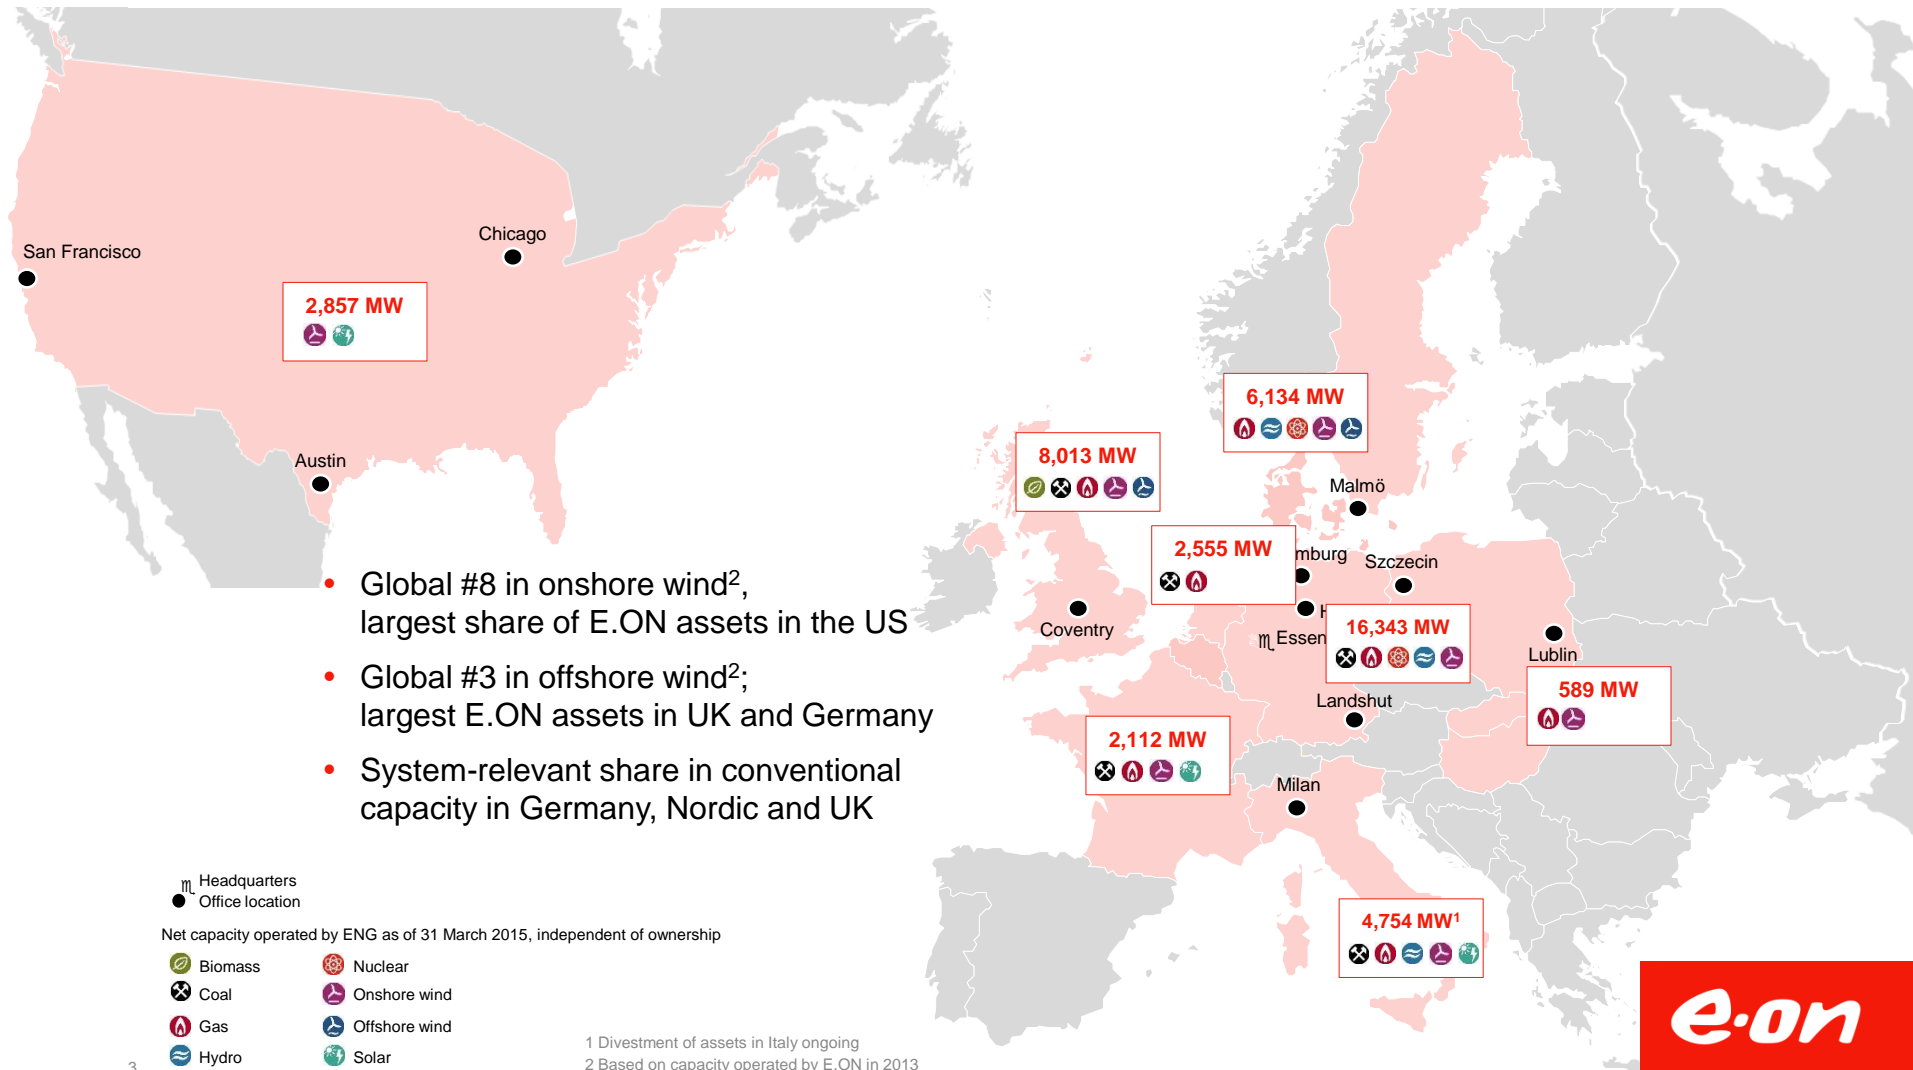 San Francisco
Chicago
2,857 MW
Austin
6,134 MW
8,013 MW
Malmö
2,555 MW
mburg
Szczecin
Coventry
H
♏ Essen
16,343 MW
Lublin
589 MW
Landshut
2,112 MW
Milan
4,754 MW¹
• Global #8 in onshore wind²,
largest share of E.ON assets in the US
• Global #3 in offshore wind²;
largest E.ON assets in UK and Germany
• System-relevant share in conventional
capacity in Germany, Nordic and UK
♏ Headquarters
Office location
Net capacity operated by ENG as of 31 March 2015, independent of ownership
Biomass
Nuclear
Coal
Onshore wind
Gas
Offshore wind
Hydro
Solar
1 Divestment of assets in Italy ongoing
2 Based on capacity operated by E.ON in 2013
3
e·on